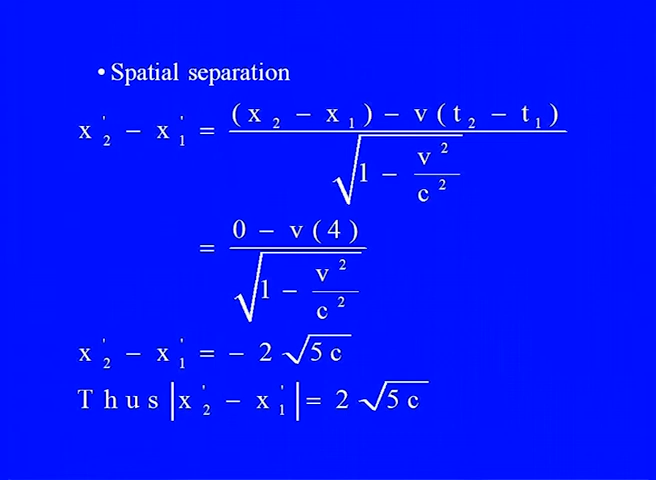 • Spatial separation
x'₂ − x'₁ = ((x₂ − x₁) − v(t₂ − t₁)) / √(1 − v²/c²)
= (0 − v(4)) / √(1 − v²/c²)
x'₂ − x'₁ = − 2√(5c)
Thus |x'₂ − x'₁| = 2√(5c)